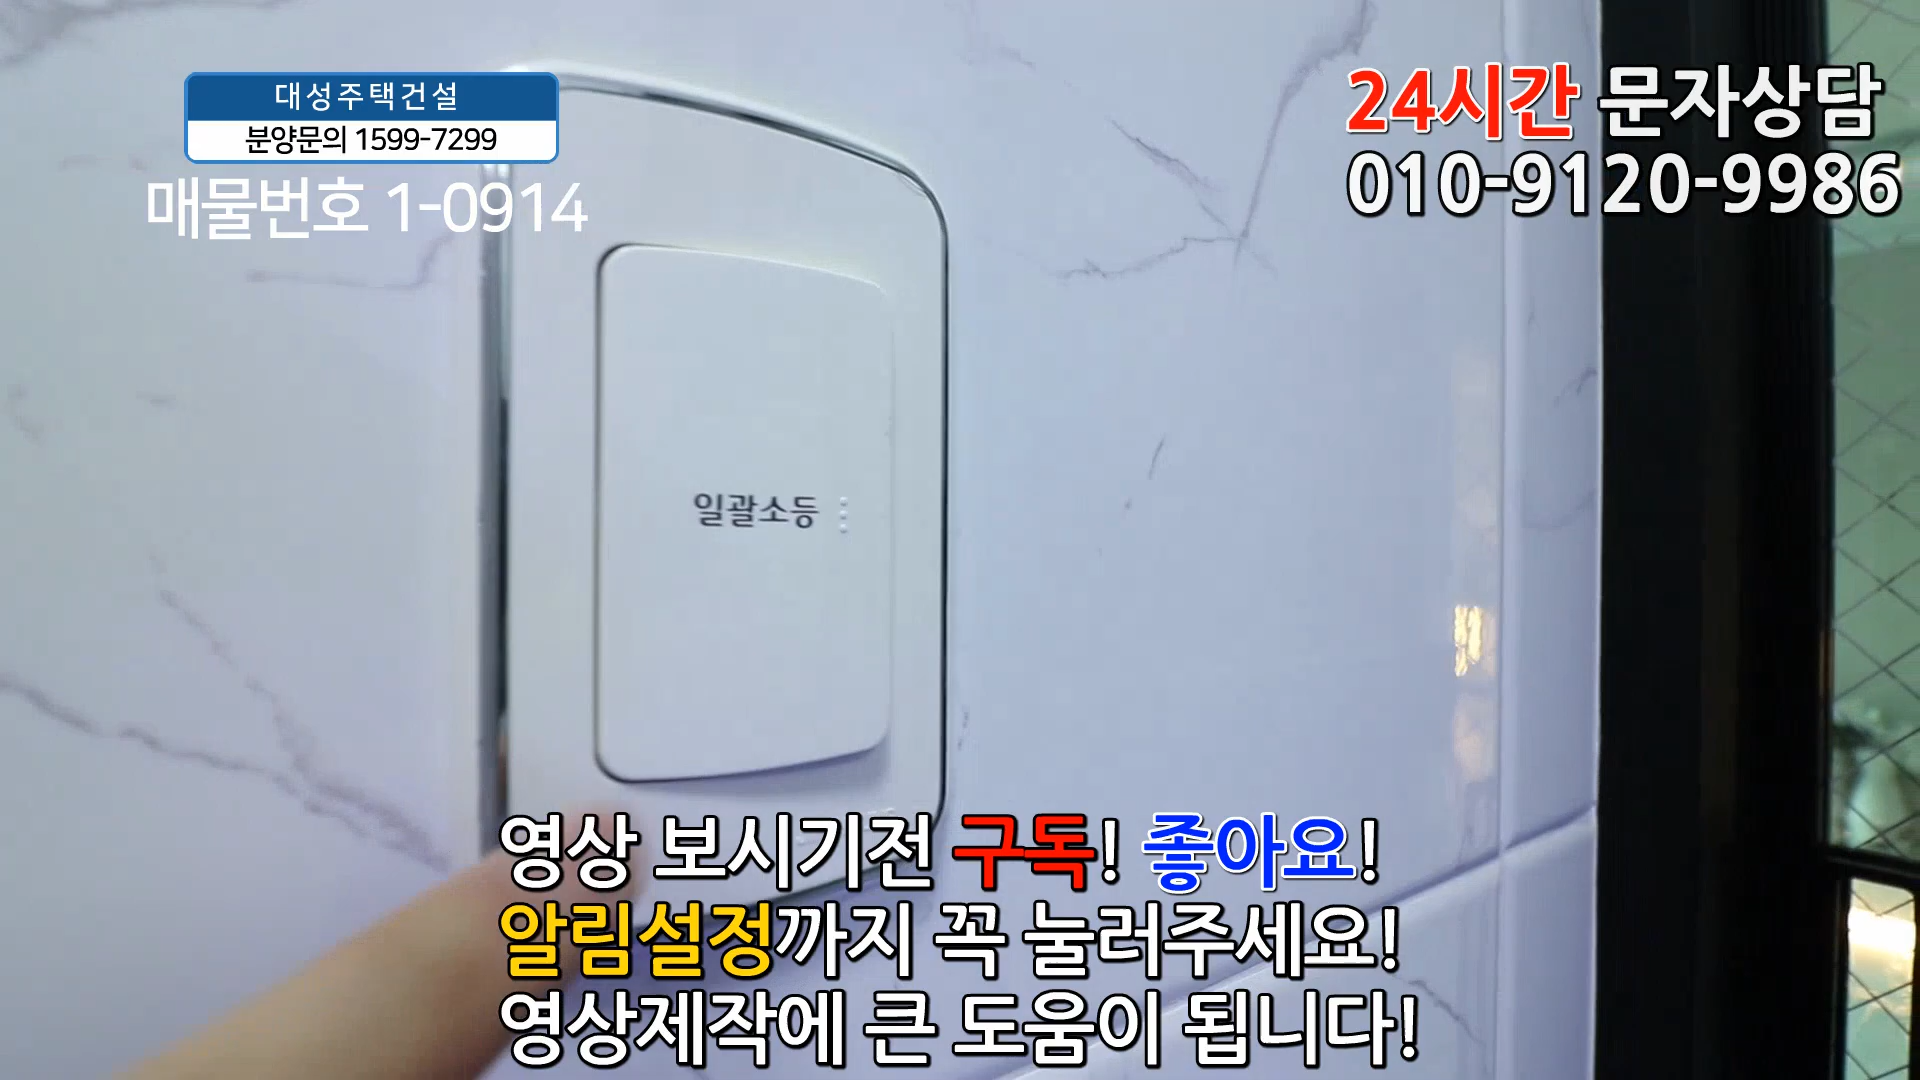 대성주택건설
분양문의 1599-7299
매물번호 1-0914
24시간 문자상담
010-9120-9986
일괄소등
영상 보시기전 구독! 좋아요!
알림설정까지 꼭 눌러주세요!
영상제작에 큰 도움이 됩니다!